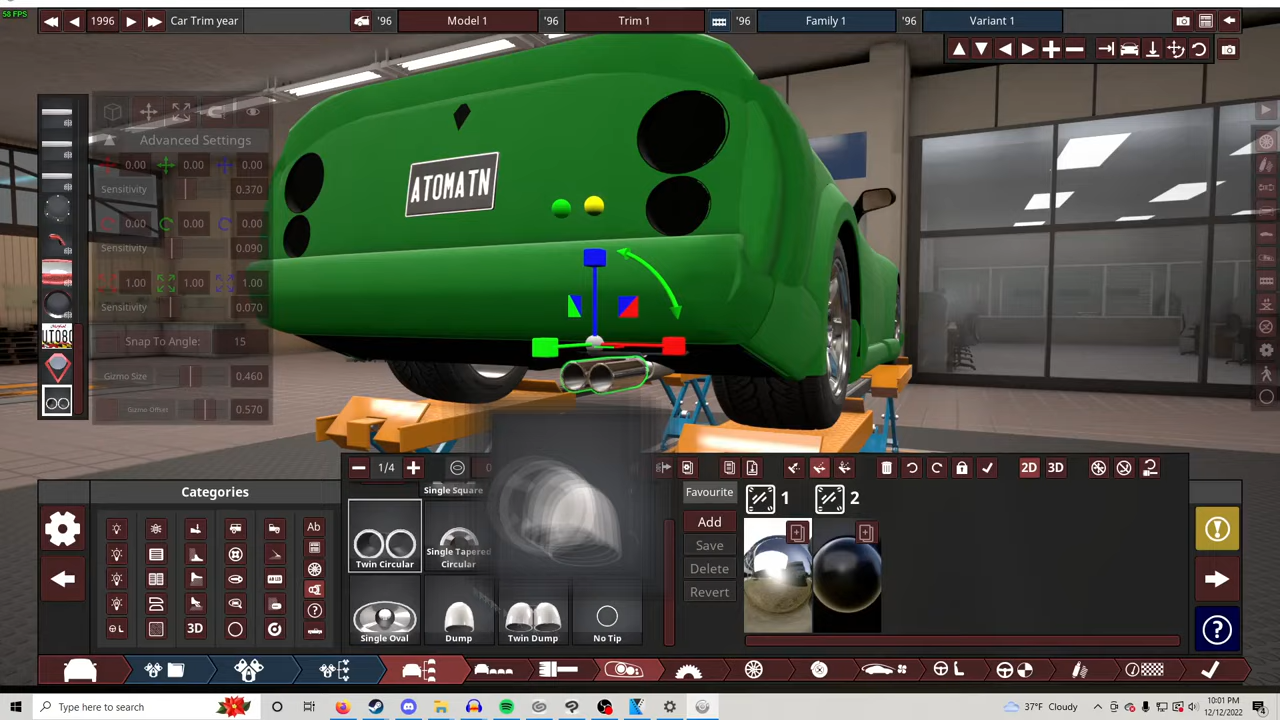 58 FPS
1996 Car Trim year '96 Model 1 '96 Trim 1 '96 Family 1 '96 Variant 1
Advanced Settings
0.00 0.00 0.00
Sensitivity 0.370
0.00 0.00 0.00
Sensitivity 0.090
1.00 1.00 1.00
Sensitivity 0.070
Snap To Angle: 15
Gizmo Size 0.460
Gizmo Offset 0.570
ATOMATN
1/4
2D 3D
Categories
Single Square
Favourite
1 2
Add
Save
Delete
Revert
Twin Circular
Single Tapered
Circular
Single Oval
Dump
Twin Dump
No Tip
Ab
3D
Type here to search
37°F Cloudy
10:01 PM
12/12/2022
4